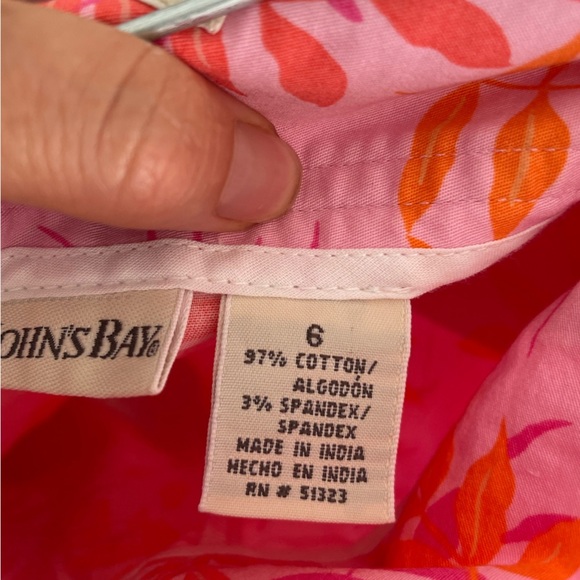 OHN'S BAY®
6
97% COTTON/
ALGODÓN
3% SPANDEX/
SPANDEX
MADE IN INDIA
HECHO EN INDIA
RN # 51323